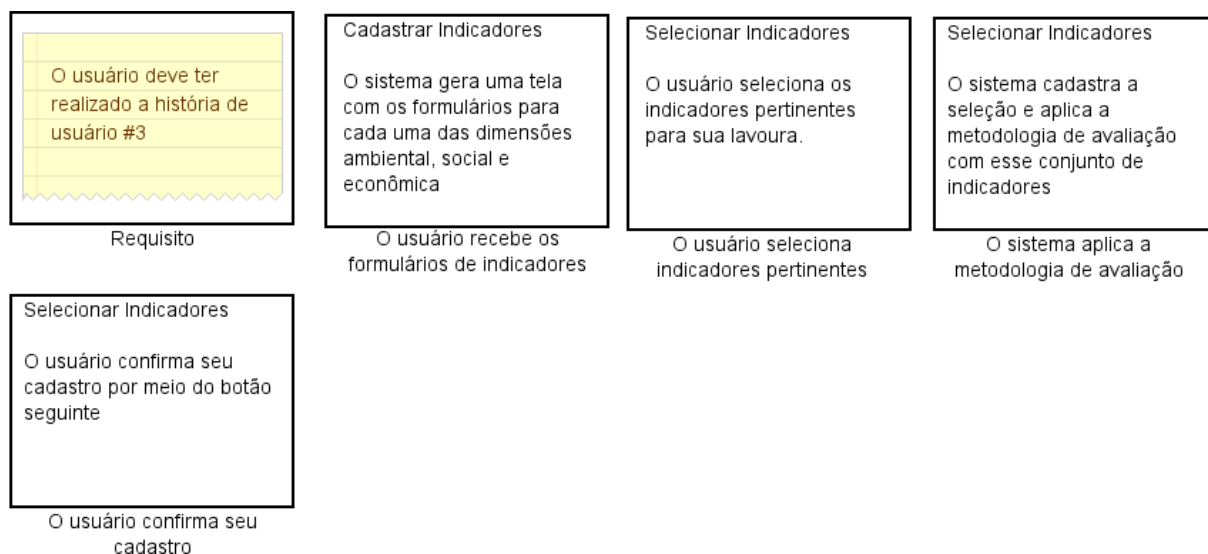 O usuário deve ter
realizado a história de
usuário #3
Requisito
Cadastrar Indicadores
O sistema gera uma tela
com os formulários para
cada uma das dimensões
ambiental, social e
econômica
O usuário recebe os
formulários de indicadores
Selecionar Indicadores
O usuário seleciona os
indicadores pertinentes
para sua lavoura.
O usuário seleciona
indicadores pertinentes
Selecionar Indicadores
O sistema cadastra a
seleção e aplica a
metodologia de avaliação
com esse conjunto de
indicadores
O sistema aplica a
metodologia de avaliação
Selecionar Indicadores
O usuário confirma seu
cadastro por meio do botão
seguinte
O usuário confirma seu
cadastro